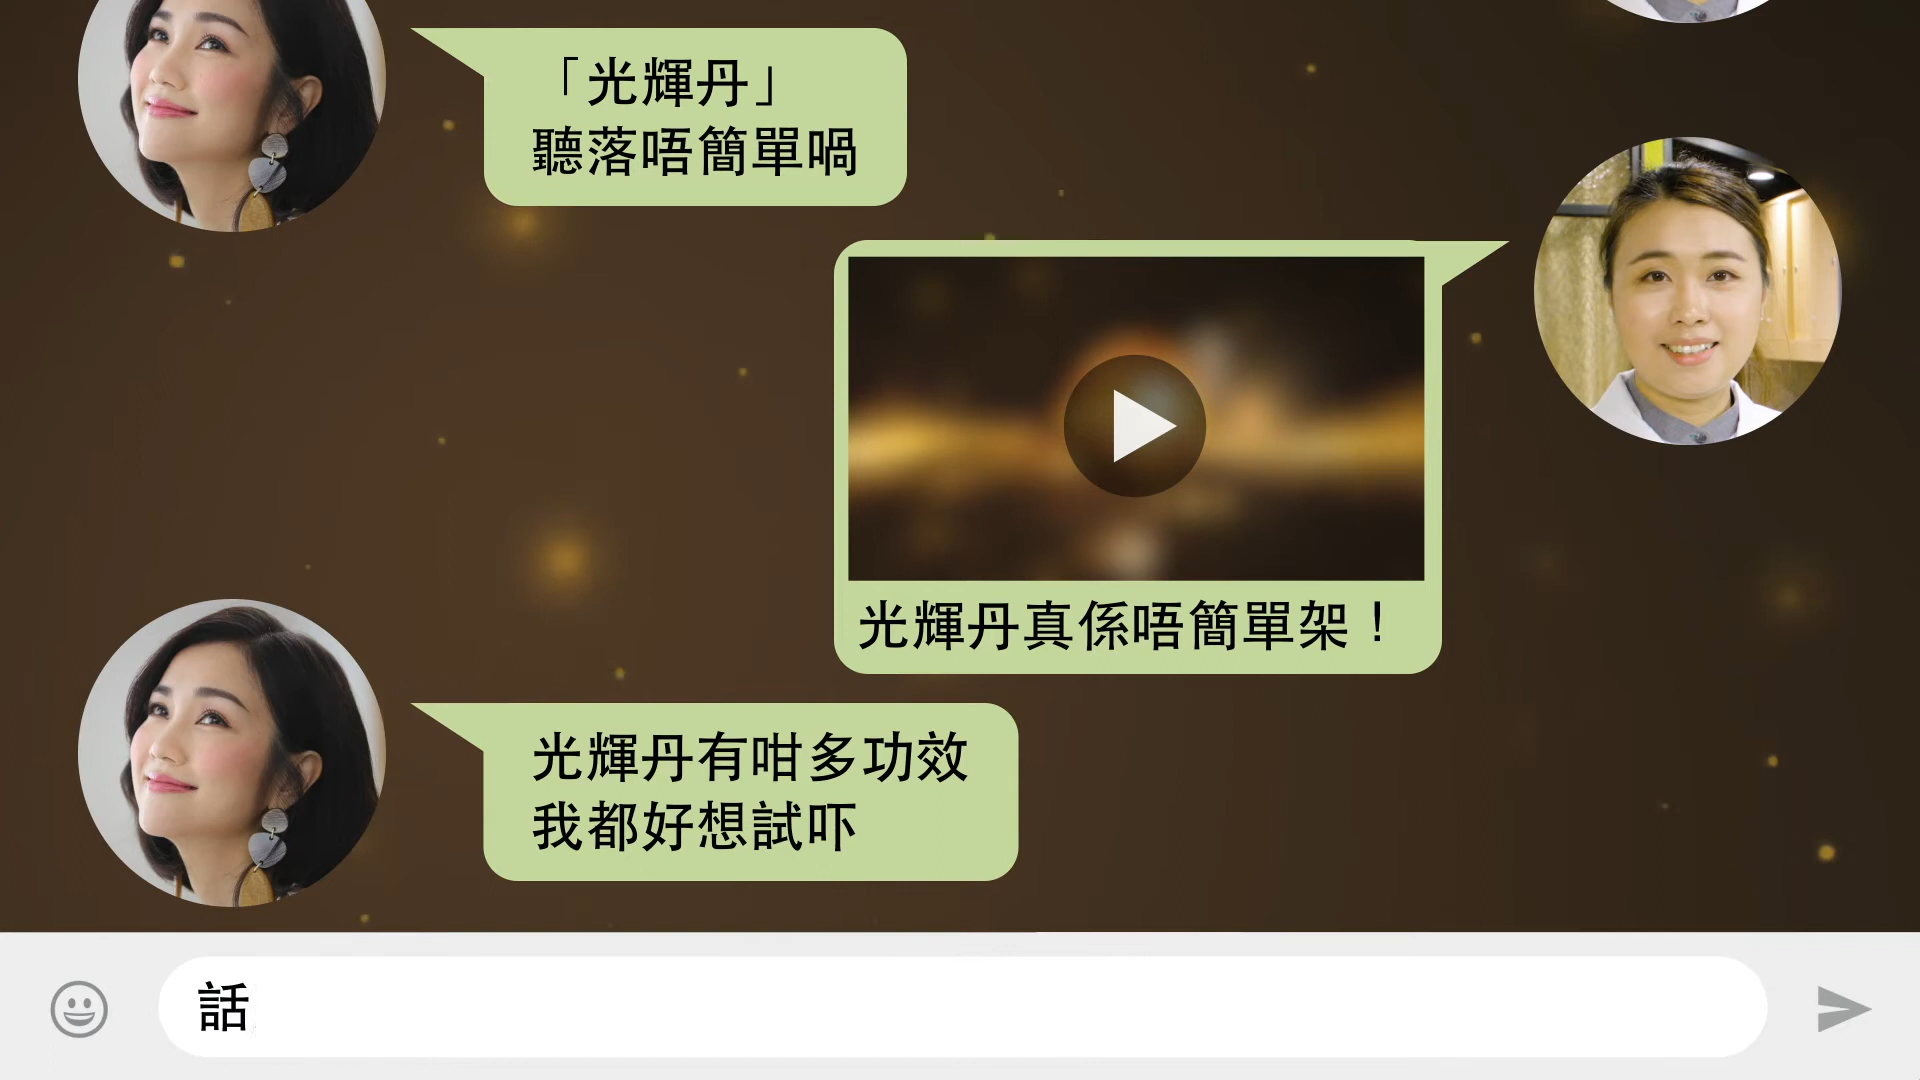 「光輝丹」
聽落唔簡單喎
光輝丹真係唔簡單架！
光輝丹有咁多功效
我都好想試吓
話